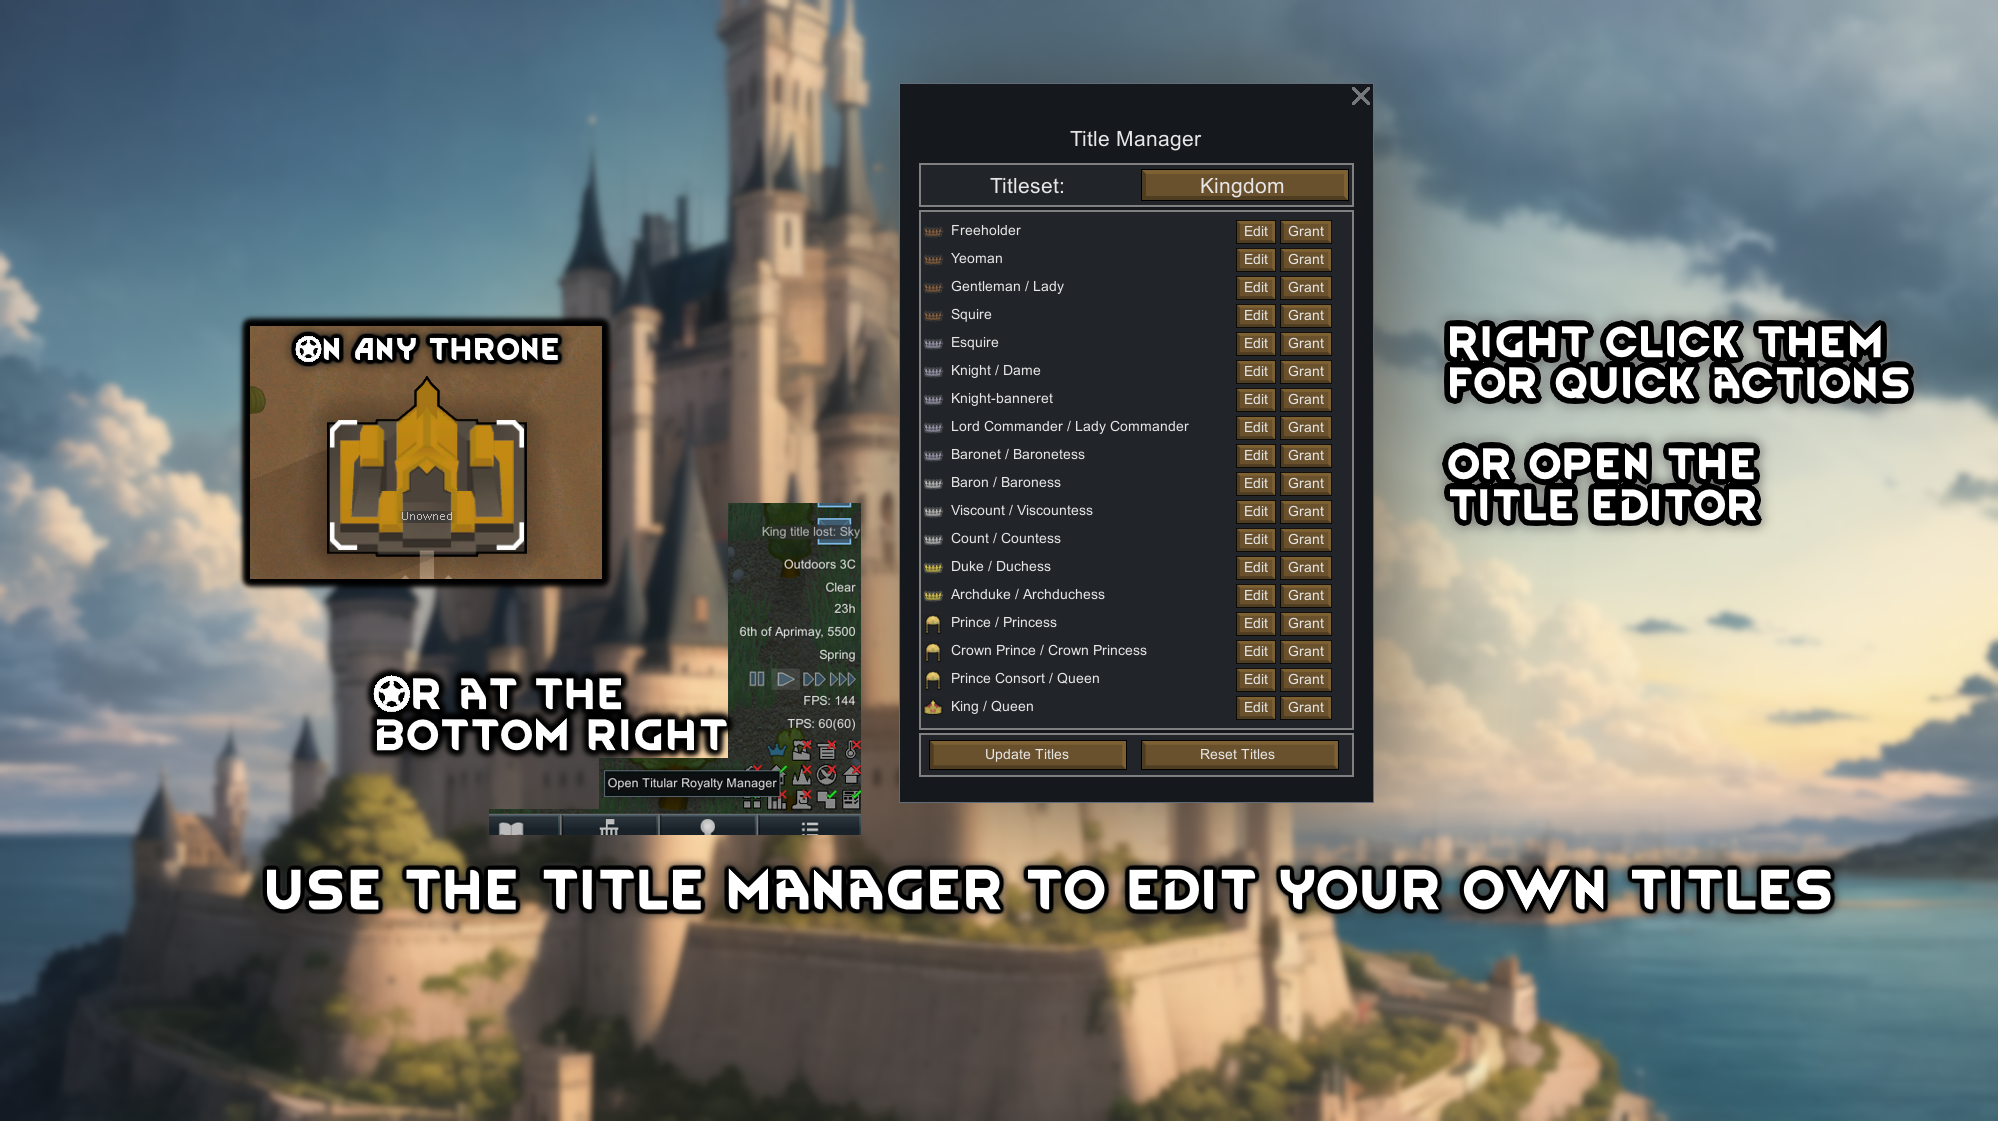 ON ANY THRONE
Unowned
OR AT THE
BOTTOM RIGHT
King title lost: Sky
Outdoors 3C
Clear
23h
6th of Aprimay, 5500
Spring
FPS: 144
TPS: 60(60)
Open Titular Royalty Manager
Title Manager
Titleset: Kingdom
Freeholder Edit Grant
Yeoman Edit Grant
Gentleman / Lady Edit Grant
Squire Edit Grant
Esquire Edit Grant
Knight / Dame Edit Grant
Knight-banneret Edit Grant
Lord Commander / Lady Commander Edit Grant
Baronet / Baronetess Edit Grant
Baron / Baroness Edit Grant
Viscount / Viscountess Edit Grant
Count / Countess Edit Grant
Duke / Duchess Edit Grant
Archduke / Archduchess Edit Grant
Prince / Princess Edit Grant
Crown Prince / Crown Princess Edit Grant
Prince Consort / Queen Edit Grant
King / Queen Edit Grant
Update Titles Reset Titles
RIGHT CLICK THEM
FOR QUICK ACTIONS
OR OPEN THE
TITLE EDITOR
USE THE TITLE MANAGER TO EDIT YOUR OWN TITLES